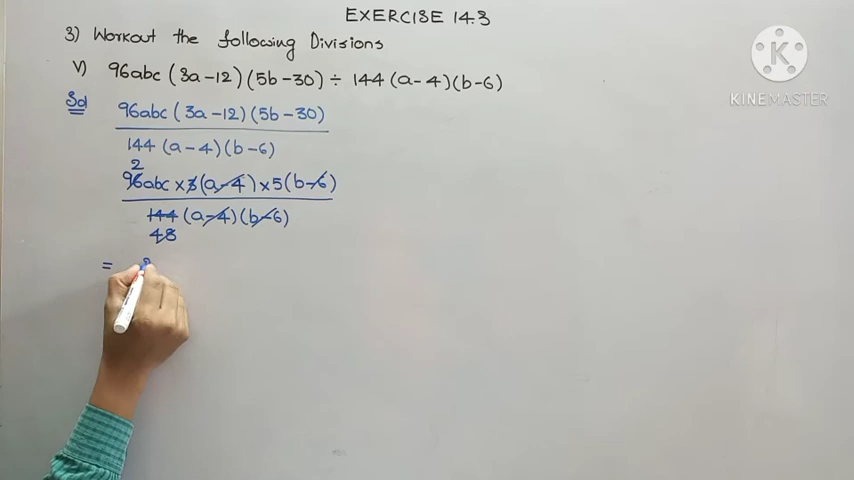 EXERCISE 14.3
3) Workout the following Divisions
V) 96abc (3a-12) (5b-30) ÷ 144 (a-4) (b-6)
Sol 96abc (3a-12) (5b-30)
144 (a-4) (b-6)
2
96abc × 3 (a-4) × 5 (b-6)
144 (a-4) (b-6)
48
=
K
KINEMASTER